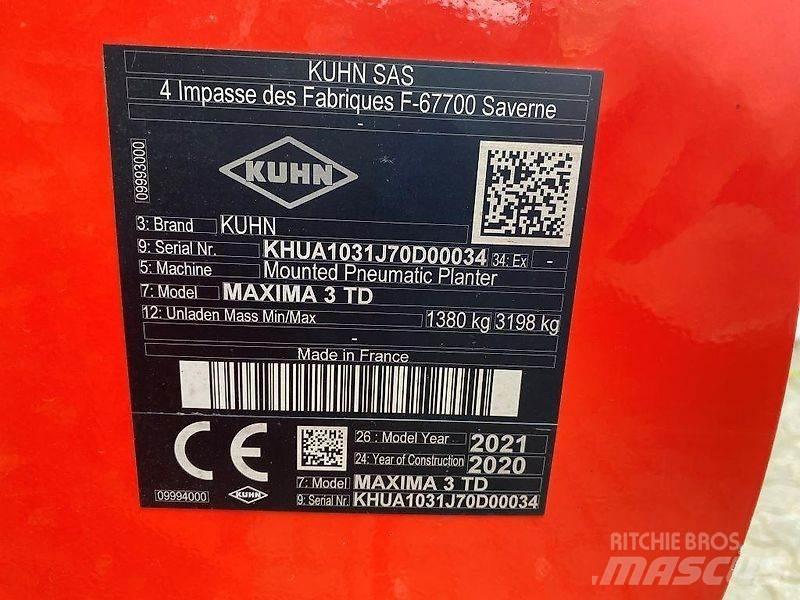 KUHN SAS
4 Impasse des Fabriques F-67700 Saverne
-
09993000
KUHN
3: Brand KUHN
9: Serial Nr. KHUA1031J70D00034 34: Ex -
5: Machine Mounted Pneumatic Planter
7: Model MAXIMA 3 TD
12: Unladen Mass Min/Max 1380 kg 3198 kg
-
Made in France
CE
26 : Model Year 2021
24: Year of Construction 2020
7: Model MAXIMA 3 TD
09994000 KUHN 9: Serial Nr. KHUA1031J70D00034
RITCHIE BROS.
MASCUS